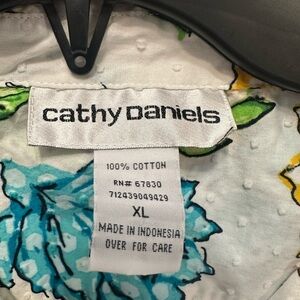 cathy Daniels
100% COTTON
RN# 67830
712439049429
XL
MADE IN INDONESIA
OVER FOR CARE